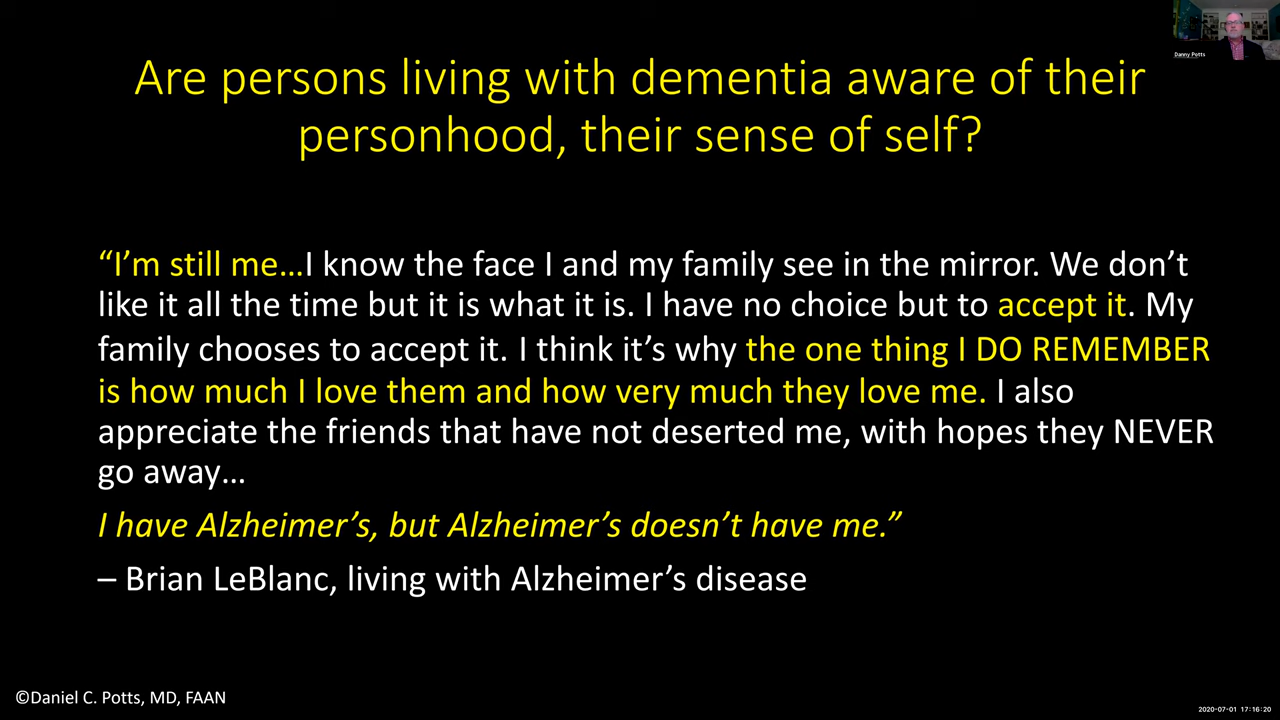 Danny Potts
Are persons living with dementia aware of their
personhood, their sense of self?
“I’m still me…I know the face I and my family see in the mirror. We don’t
like it all the time but it is what it is. I have no choice but to accept it. My
family chooses to accept it. I think it’s why the one thing I DO REMEMBER
is how much I love them and how very much they love me. I also
appreciate the friends that have not deserted me, with hopes they NEVER
go away…
I have Alzheimer’s, but Alzheimer’s doesn’t have me.”
– Brian LeBlanc, living with Alzheimer’s disease
©Daniel C. Potts, MD, FAAN
2020-07-01 17:16:20